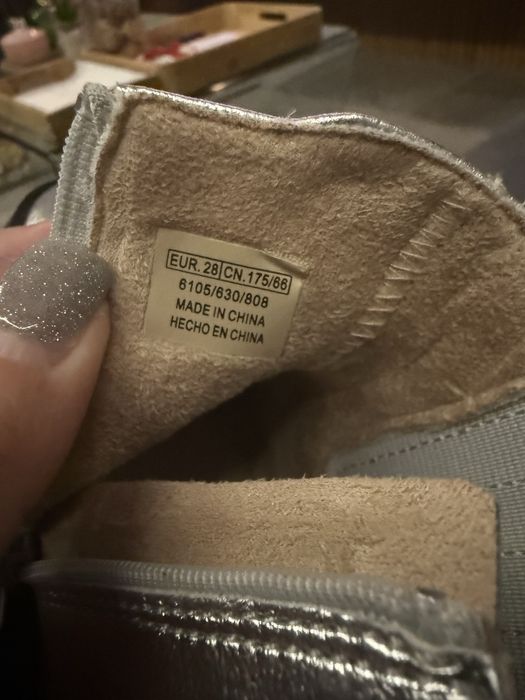 EUR. 28 CN. 175/66
6105/630/808
MADE IN CHINA
HECHO EN CHINA